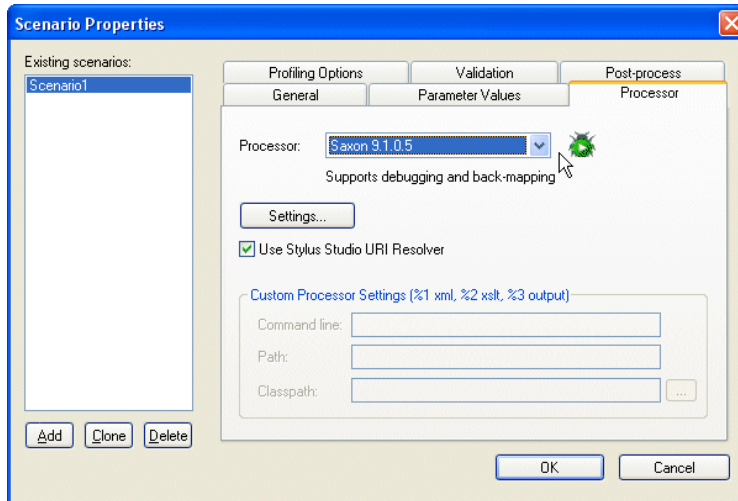 Scenario Properties
Existing scenarios:
Scenario1
Profiling Options
Validation
Post-process
General
Parameter Values
Processor
Processor:
Saxon 9.1.0.5
Supports debugging and back-mapping
Settings...
Use Stylus Studio URI Resolver
Custom Processor Settings (%1 xml, %2 xslt, %3 output)
Command line:
Path:
Classpath:
...
Add
Clone
Delete
OK
Cancel